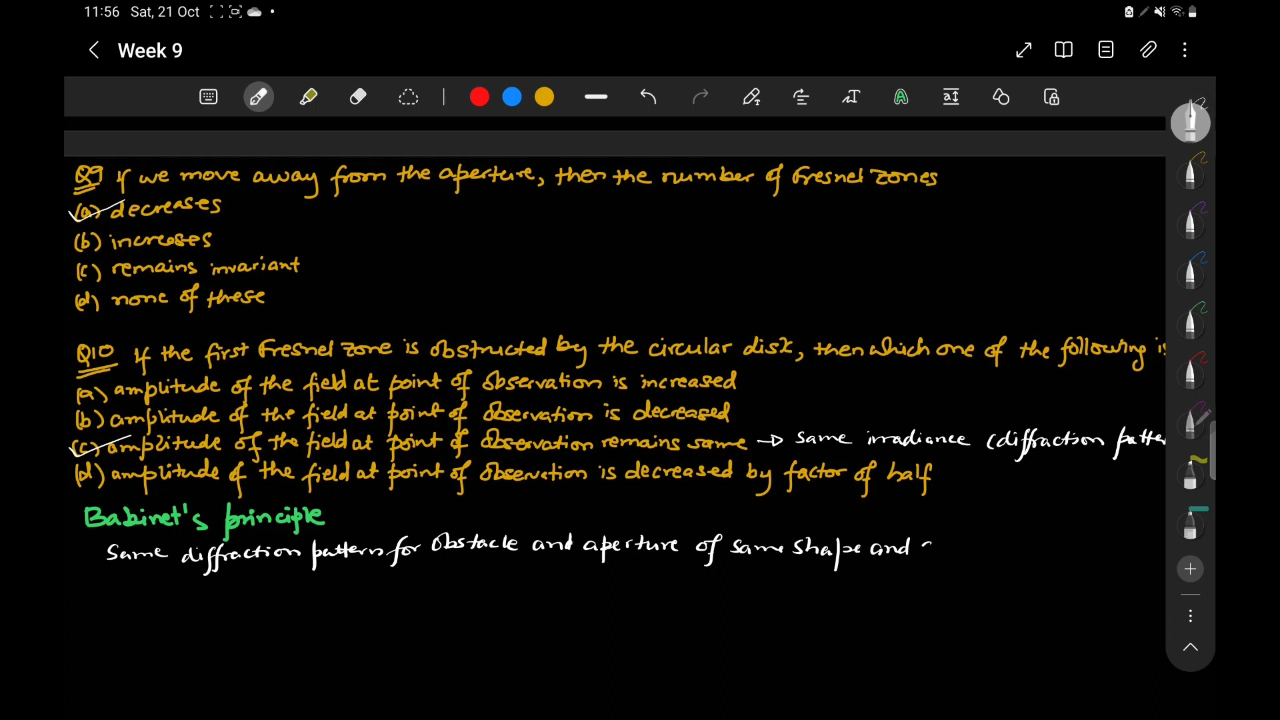 11:56 Sat, 21 Oct
Week 9
Q9 If we move away from the aperture, then the number of Fresnel zones
(a) decreases
(b) increases
(c) remains invariant
(d) none of these
Q10 If the first Fresnel zone is obstructed by the circular disk, then which one of the following is
(a) amplitude of the field at point of observation is increased
(b) amplitude of the field at point of observation is decreased
(c) amplitude of the field at point of observation remains same → same irradiance (diffraction patter
(d) amplitude of the field at point of observation is decreased by factor of half
Babinet's principle
Same diffraction pattern for obstacle and aperture of same shape and